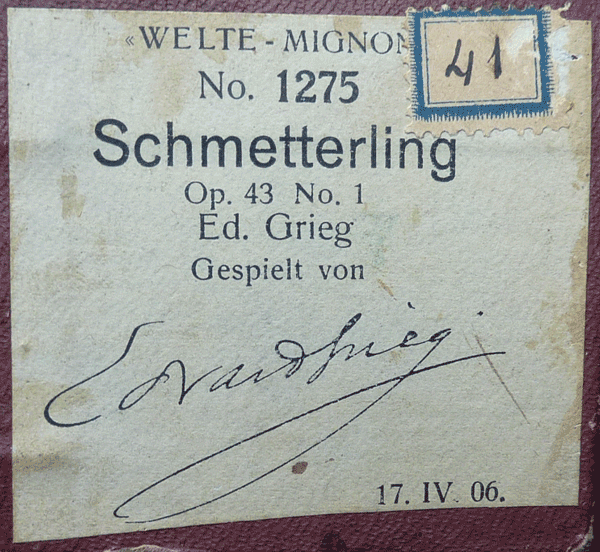 «WELTE - MIGNON
41
No. 1275
Schmetterling
Op. 43 No. 1
Ed. Grieg
Gespielt von
Edvard Grieg
17. IV. 06.